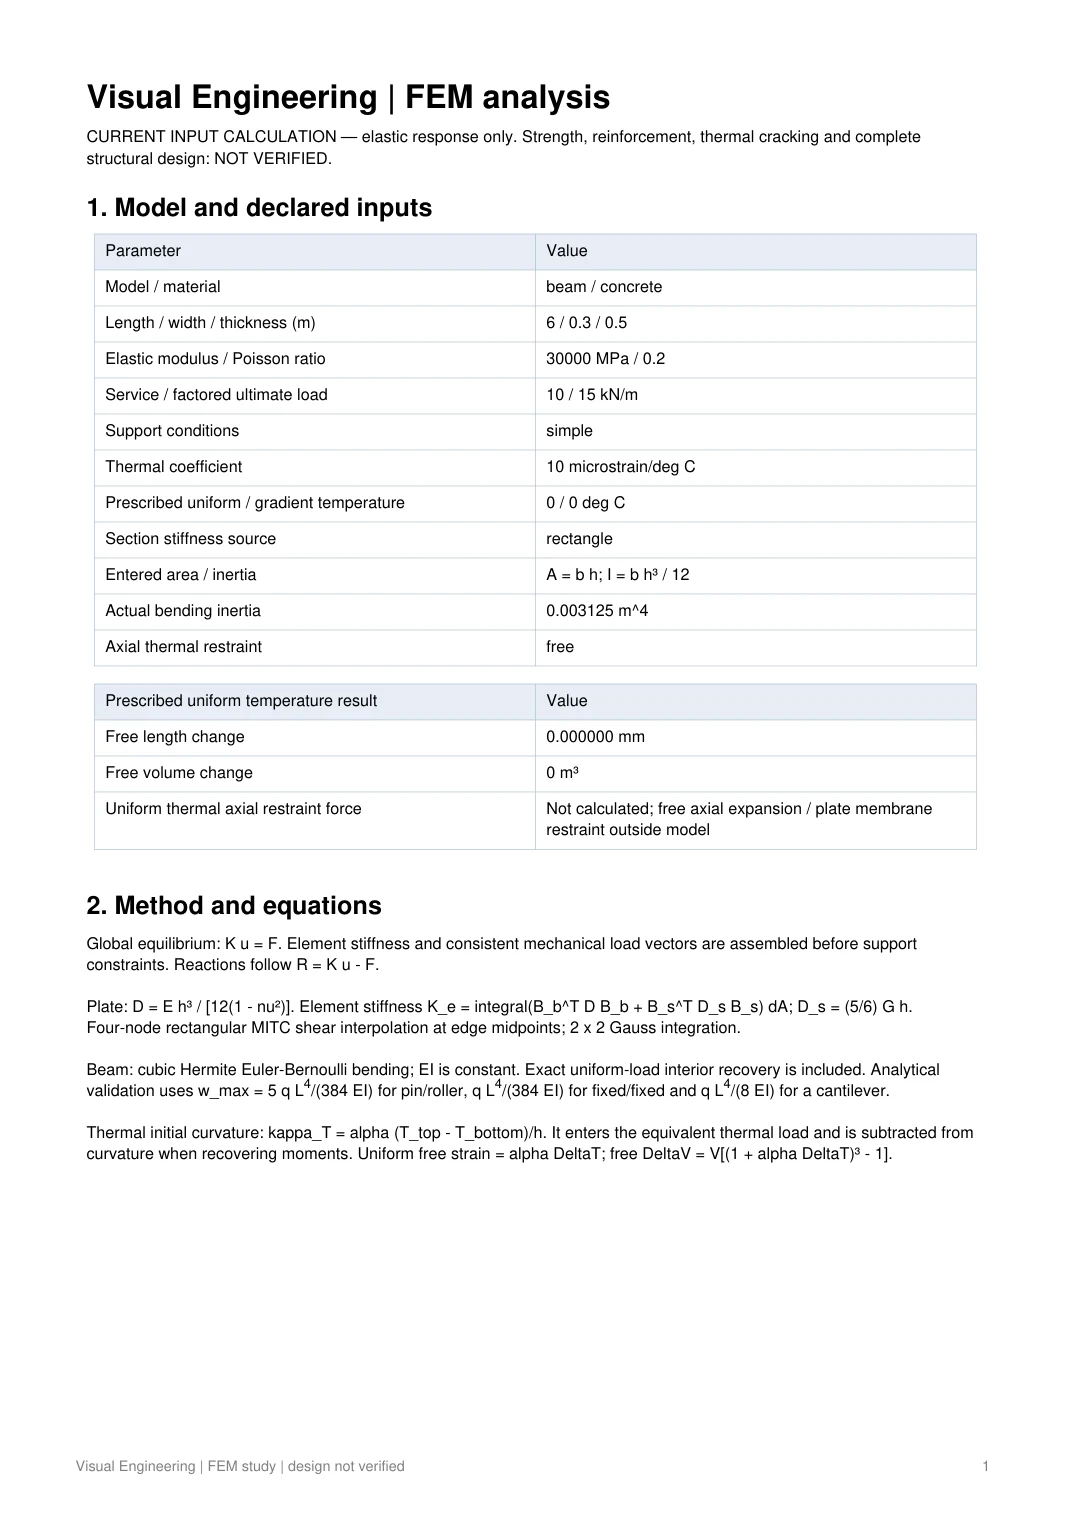 Visual Engineering | FEM analysis
CURRENT INPUT CALCULATION — elastic response only. Strength, reinforcement, thermal cracking and complete
structural design: NOT VERIFIED.
1. Model and declared inputs
Parameter Value
Model / material beam / concrete
Length / width / thickness (m) 6 / 0.3 / 0.5
Elastic modulus / Poisson ratio 30000 MPa / 0.2
Service / factored ultimate load 10 / 15 kN/m
Support conditions simple
Thermal coefficient 10 microstrain/deg C
Prescribed uniform / gradient temperature 0 / 0 deg C
Section stiffness source rectangle
Entered area / inertia A = b h; I = b h³ / 12
Actual bending inertia 0.003125 m^4
Axial thermal restraint free
Prescribed uniform temperature result Value
Free length change 0.000000 mm
Free volume change 0 m³
Uniform thermal axial restraint force Not calculated; free axial expansion / plate membrane
restraint outside model
2. Method and equations
Global equilibrium: K u = F. Element stiffness and consistent mechanical load vectors are assembled before support
constraints. Reactions follow R = K u - F.
Plate: D = E h³ / [12(1 - nu²)]. Element stiffness K_e = integral(B_b^T D B_b + B_s^T D_s B_s) dA; D_s = (5/6) G h.
Four-node rectangular MITC shear interpolation at edge midpoints; 2 x 2 Gauss integration.
Beam: cubic Hermite Euler-Bernoulli bending; EI is constant. Exact uniform-load interior recovery is included. Analytical
validation uses w_max = 5 q L⁴/(384 EI) for pin/roller, q L⁴/(384 EI) for fixed/fixed and q L⁴/(8 EI) for a cantilever.
Thermal initial curvature: kappa_T = alpha (T_top - T_bottom)/h. It enters the equivalent thermal load and is subtracted from
curvature when recovering moments. Uniform free strain = alpha DeltaT; free DeltaV = V[(1 + alpha DeltaT)³ - 1].
Visual Engineering | FEM study | design not verified 1